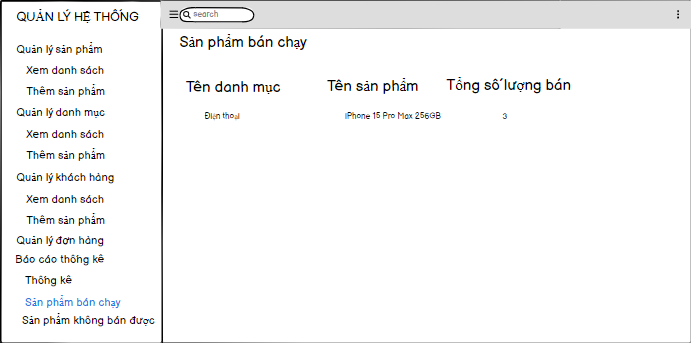 QUẢN LÝ HỆ THỐNG
Quản lý sản phẩm
Xem danh sách
Thêm sản phẩm
Quản lý danh mục
Xem danh sách
Thêm sản phẩm
Quản lý khách hàng
Xem danh sách
Thêm sản phẩm
Quản lý đơn hàng
Báo cáo thống kê
Thống kê
Sản phẩm bán chạy
Sản phẩm không bán được
search
Sản phẩm bán chạy
Tên danh mục Tên sản phẩm Tổng số lượng bán
Điện thoại iPhone 15 Pro Max 256GB 3